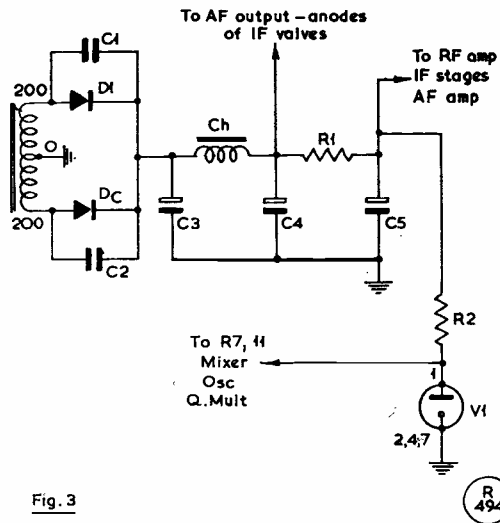 To AF output - anodes
of IF valves
C1
To RF amp
IF stages
AF amp
200
D1
Ch
R1
O
DC
200
C3
C4
C5
C2
R2
To R7, 11
Mixer
Osc
Q.Mult
1
V1
2,4,7
Fig. 3
R
494